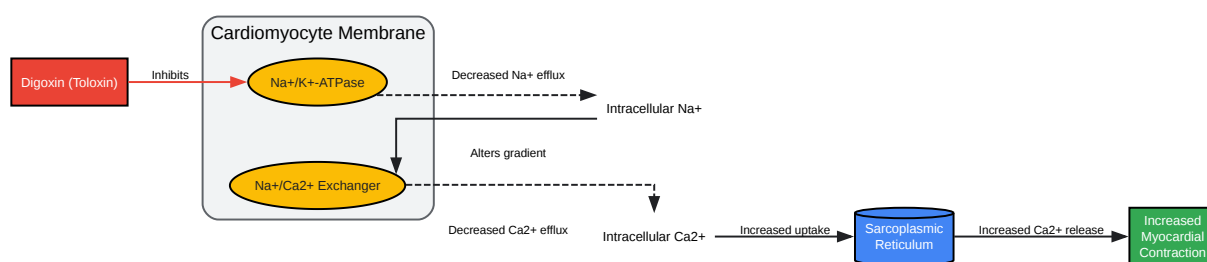 Cardiomyocyte Membrane
Digoxin (Toloxin)
Inhibits
Na+/K+-ATPase
Decreased Na+ efflux
Intracellular Na+
Alters gradient
Na+/Ca2+ Exchanger
Decreased Ca2+ efflux
Intracellular Ca2+
Increased uptake
Sarcoplasmic
Reticulum
Increased Ca2+ release
Increased
Myocardial
Contraction